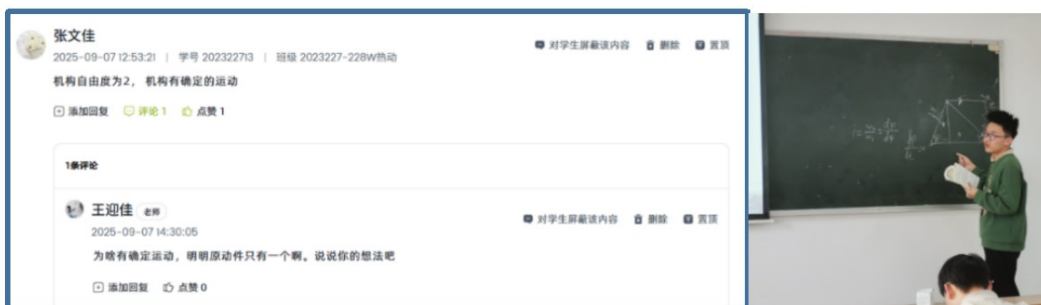 张文佳
对学生屏蔽该内容 删除 置顶
2025-09-07 12:53:21 | 学号 202322713 | 班级 2023227-228W热动
机构自由度为2， 机构有确定的运动
添加回复 评论 1 点赞 1
1条评论
王迎佳 老师
对学生屏蔽该内容 删除 置顶
2025-09-07 14:30:05
为啥有确定运动，明明原动件只有一个啊。说说你的想法吧
添加回复 点赞 0